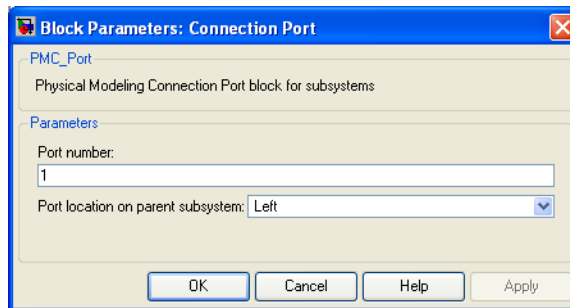 Block Parameters: Connection Port
PMC_Port
Physical Modeling Connection Port block for subsystems
Parameters
Port number:
1
Port location on parent subsystem: Left
OK Cancel Help Apply